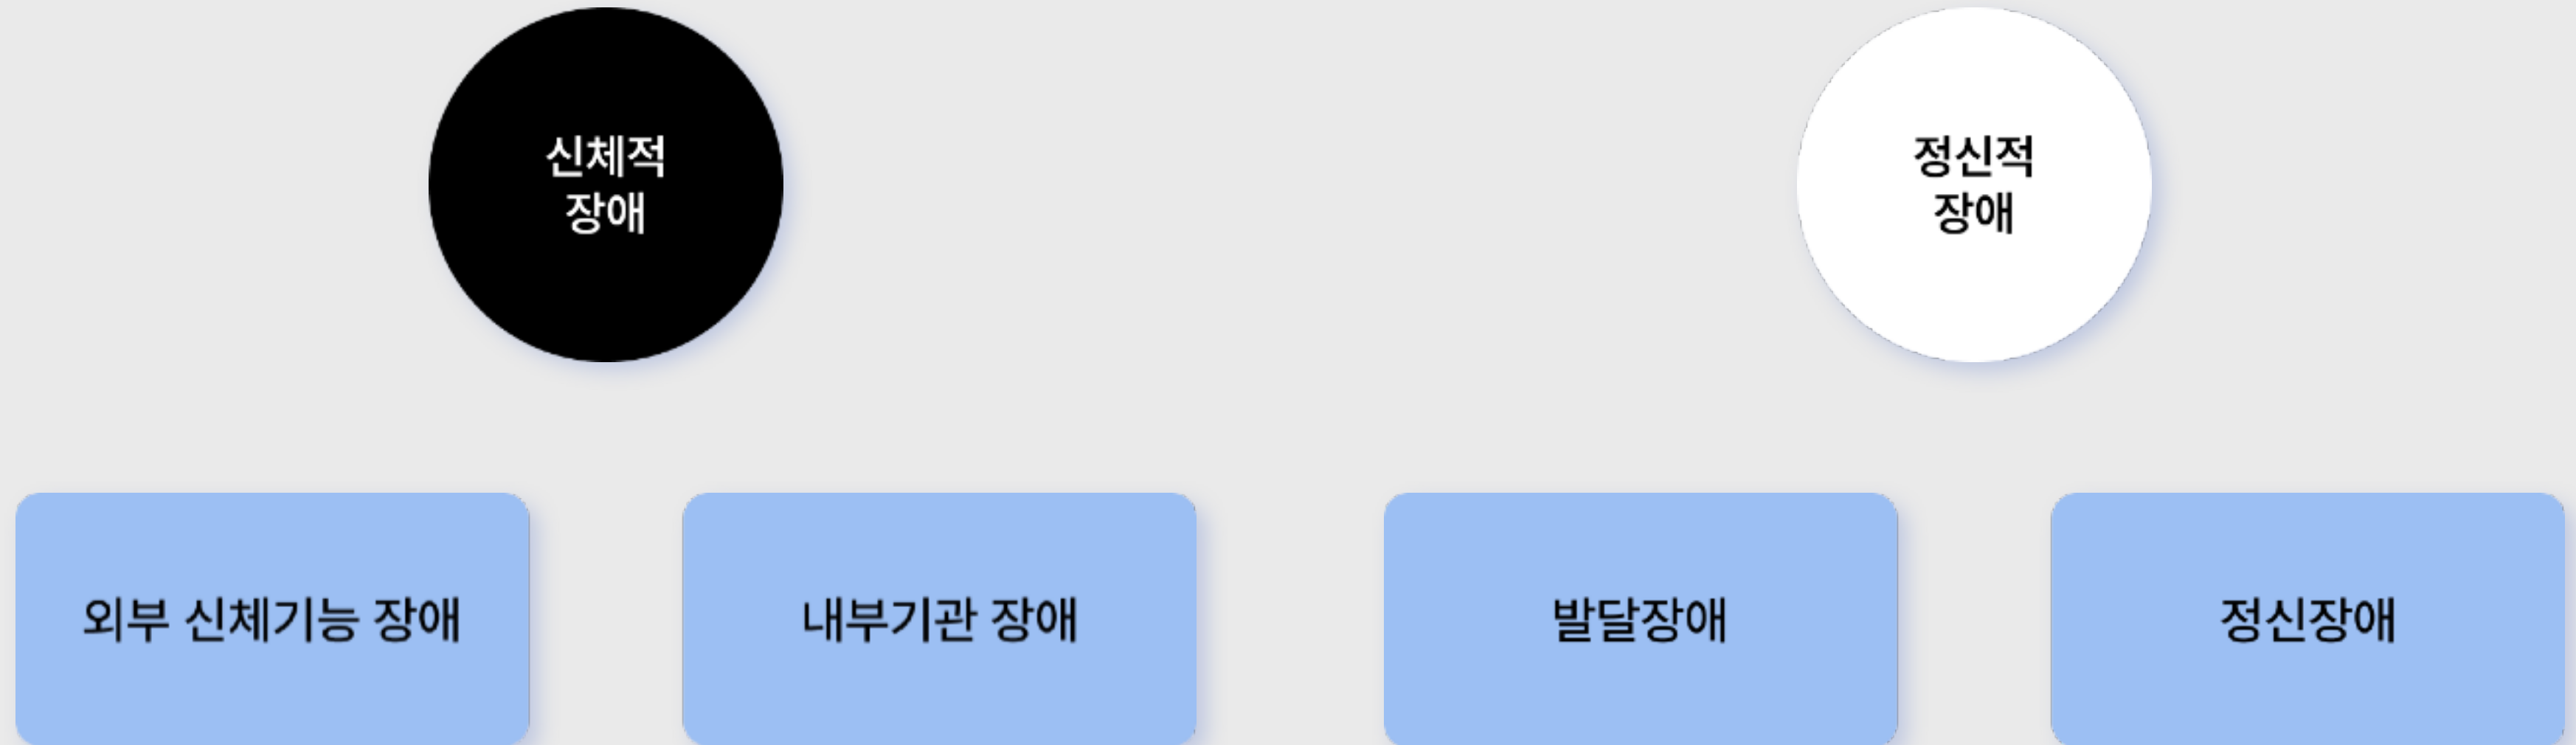 신체적
장애
정신적
장애
외부 신체기능 장애
내부기관 장애
발달장애
정신장애